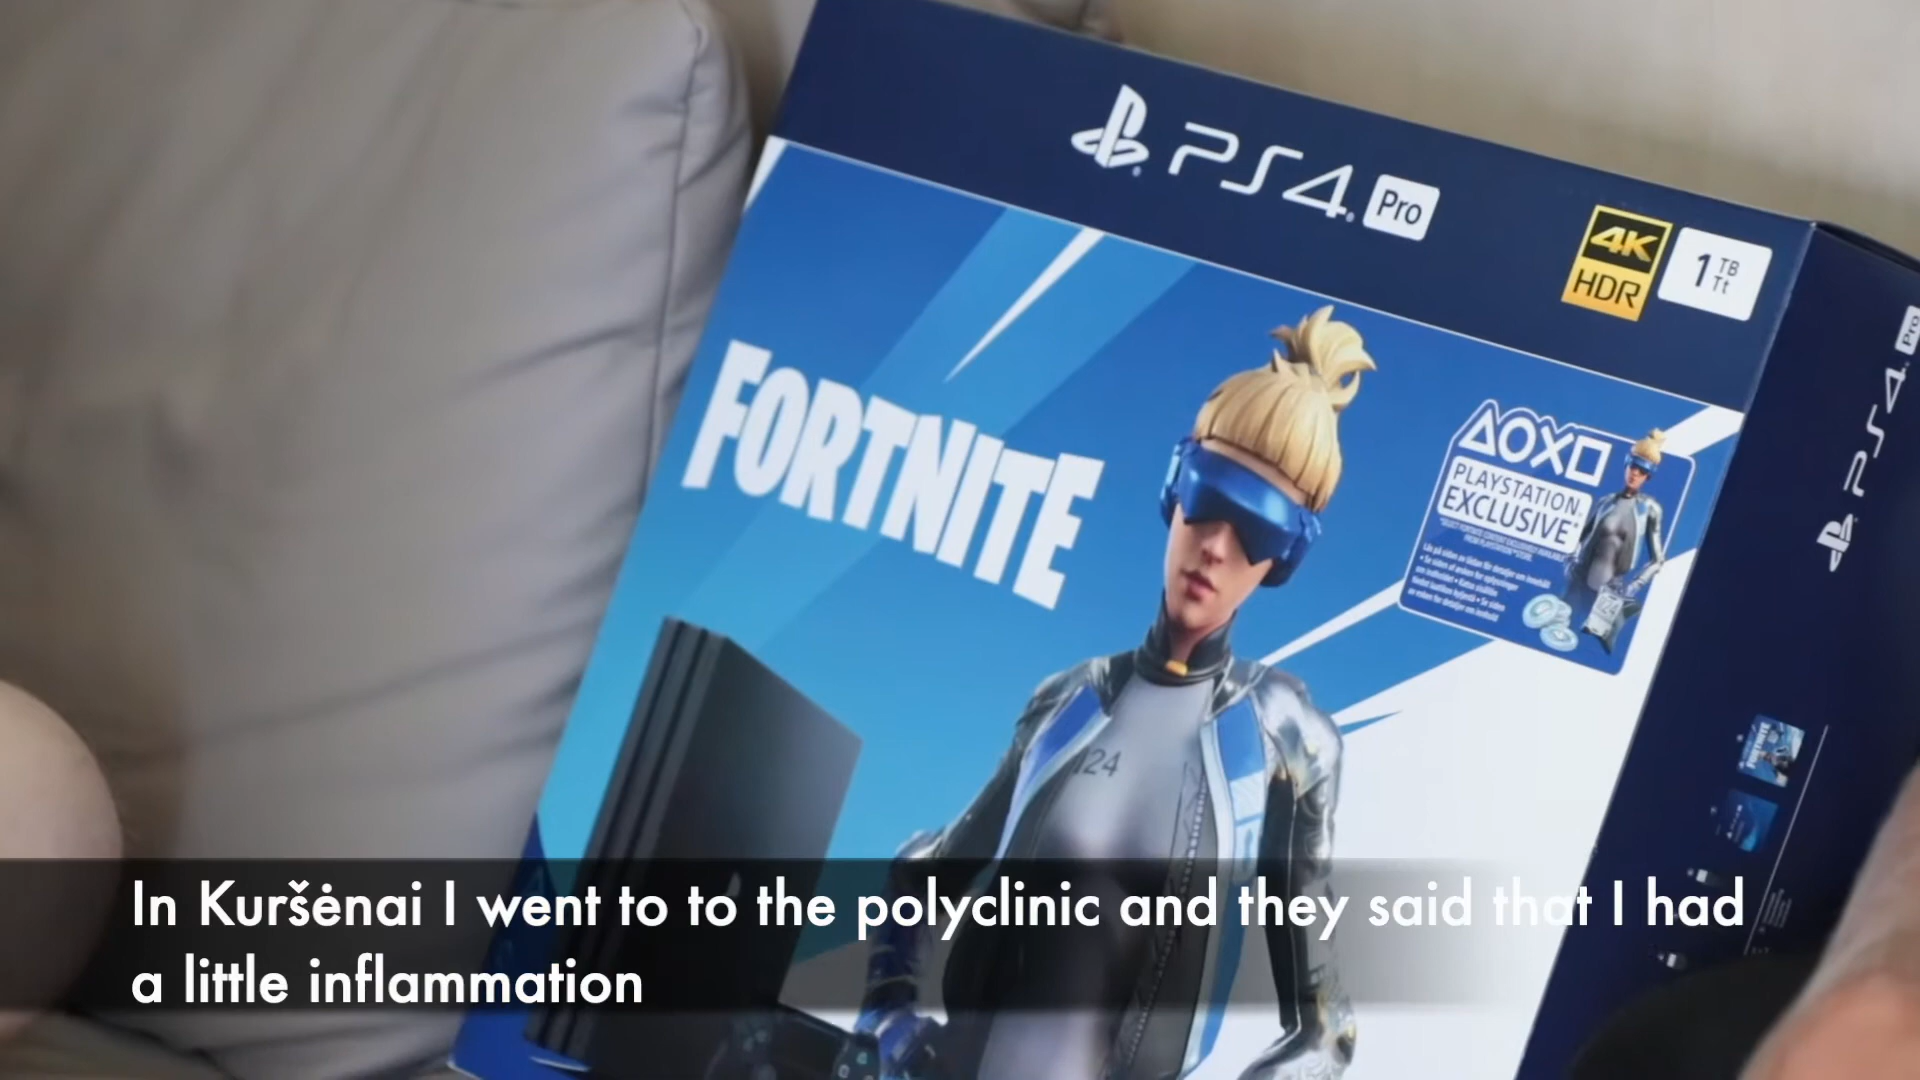 PS4 Pro
4K
HDR
1 TB
Tt
FORTNITE
PLAYSTATION
EXCLUSIVE*
PS4 Pro
124
In Kuršėnai I went to to the polyclinic and they said that I had
a little inflammation